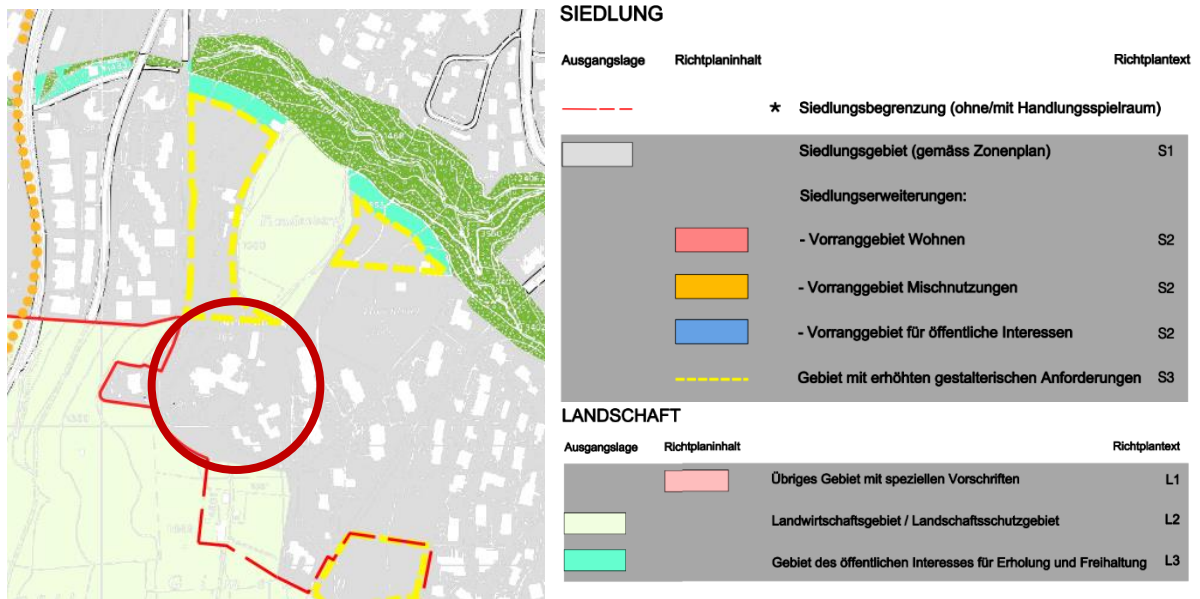 SIEDLUNG
Ausgangslage Richtplaninhalt Richtplantext
* Siedlungsbegrenzung (ohne/mit Handlungsspielraum)
Siedlungsgebiet (gemäss Zonenplan) S1
Siedlungserweiterungen:
- Vorranggebiet Wohnen S2
- Vorranggebiet Mischnutzungen S2
- Vorranggebiet für öffentliche Interessen S2
Gebiet mit erhöhten gestalterischen Anforderungen S3
LANDSCHAFT
Ausgangslage Richtplaninhalt Richtplantext
Übriges Gebiet mit speziellen Vorschriften L1
Landwirtschaftsgebiet / Landschaftsschutzgebiet L2
Gebiet des öffentlichen Interesses für Erholung und Freihaltung L3